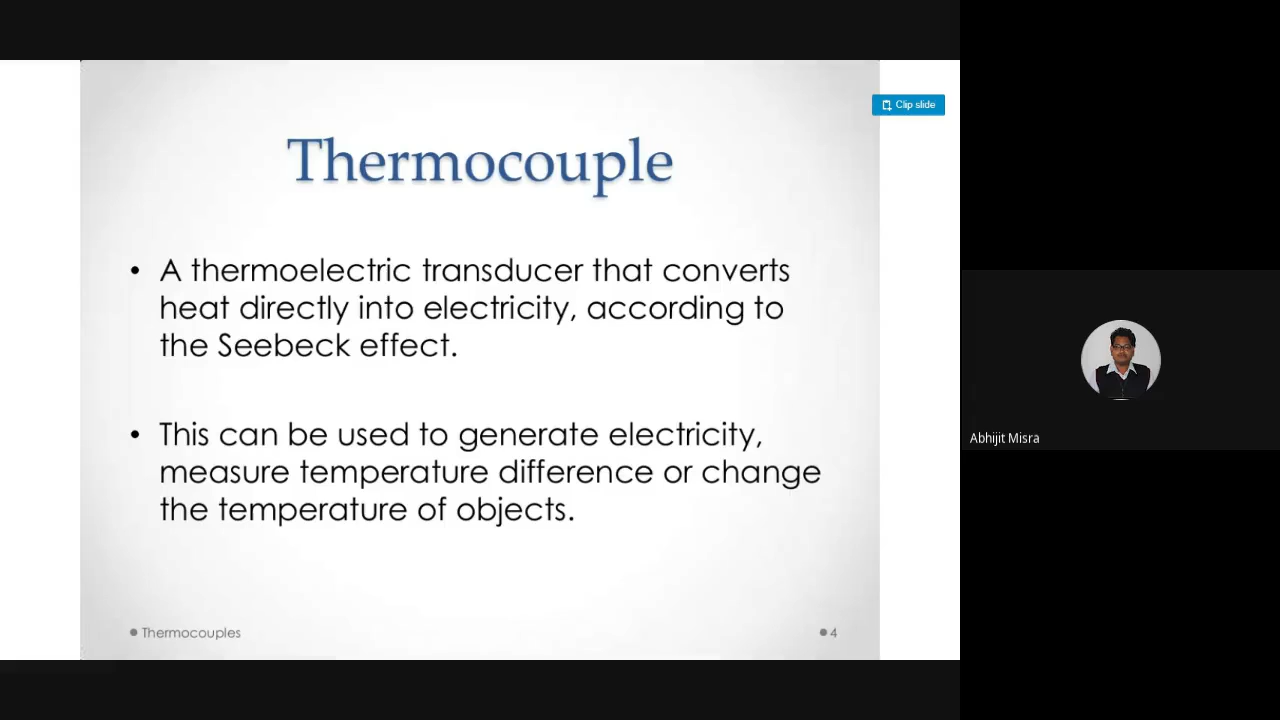 Clip slide
Thermocouple
• A thermoelectric transducer that converts
heat directly into electricity, according to
the Seebeck effect.
• This can be used to generate electricity,
measure temperature difference or change
the temperature of objects.
Thermocouples
4
Abhijit Misra